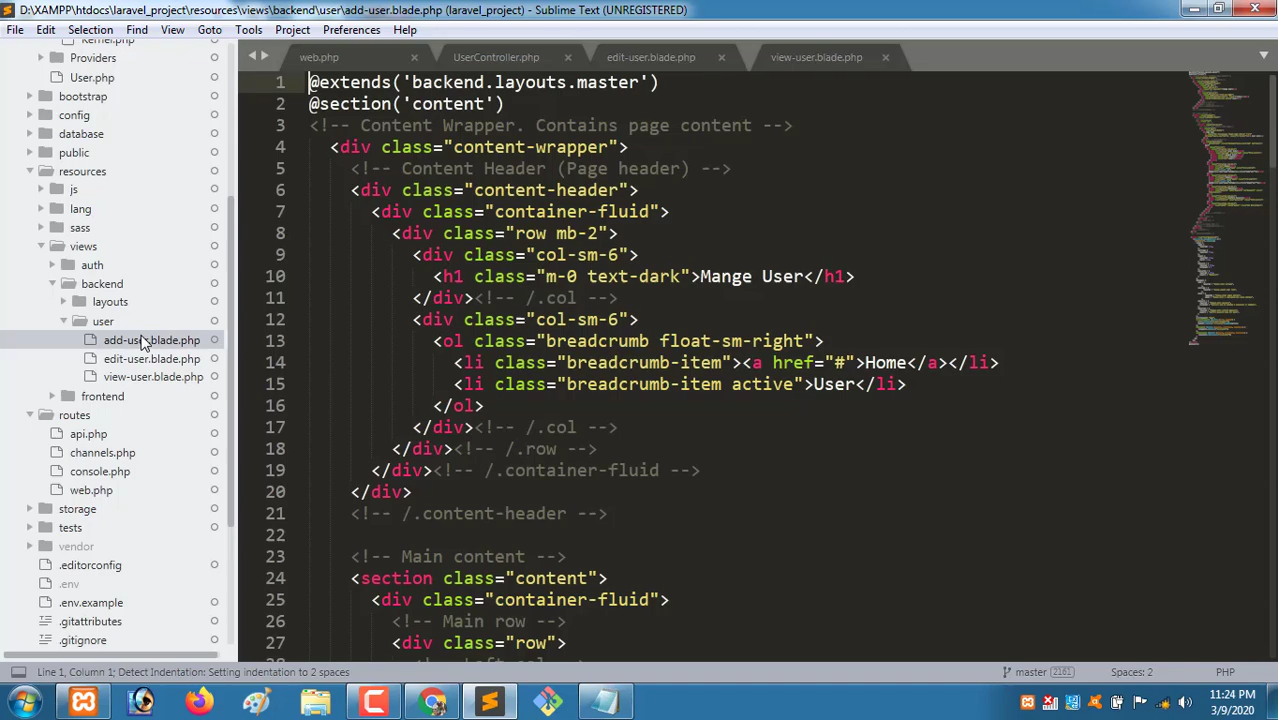 D:\XAMPP\htdocs\laravel_project\resources\views\backend\user\add-user.blade.php (laravel_project) - Sublime Text (UNREGISTERED)
File Edit Selection Find View Goto Tools Project Preferences Help
web.php UserController.php edit-user.blade.php view-user.blade.php
Kernel.php
Providers
User.php
bootstrap
config
database
public
resources
js
lang
sass
views
auth
backend
layouts
user
add-user.blade.php
edit-user.blade.php
view-user.blade.php
frontend
routes
api.php
channels.php
console.php
web.php
storage
tests
vendor
.editorconfig
.env
.env.example
.gitattributes
.gitignore
1 @extends('backend.layouts.master')
2 @section('content')
3 <!-- Content Wrapper. Contains page content -->
4 <div class="content-wrapper">
5 <!-- Content Header (Page header) -->
6 <div class="content-header">
7 <div class="container-fluid">
8 <div class="row mb-2">
9 <div class="col-sm-6">
10 <h1 class="m-0 text-dark">Mange User</h1>
11 </div><!-- /.col -->
12 <div class="col-sm-6">
13 <ol class="breadcrumb float-sm-right">
14 <li class="breadcrumb-item"><a href="#">Home</a></li>
15 <li class="breadcrumb-item active">User</li>
16 </ol>
17 </div><!-- /.col -->
18 </div><!-- /.row -->
19 </div><!-- /.container-fluid -->
20 </div>
21 <!-- /.content-header -->
22
23 <!-- Main content -->
24 <section class="content">
25 <div class="container-fluid">
26 <!-- Main row -->
27 <div class="row">
Line 1, Column 1; Detect Indentation: Setting indentation to 2 spaces master 2161 Spaces: 2 PHP
11:24 PM
3/9/2020